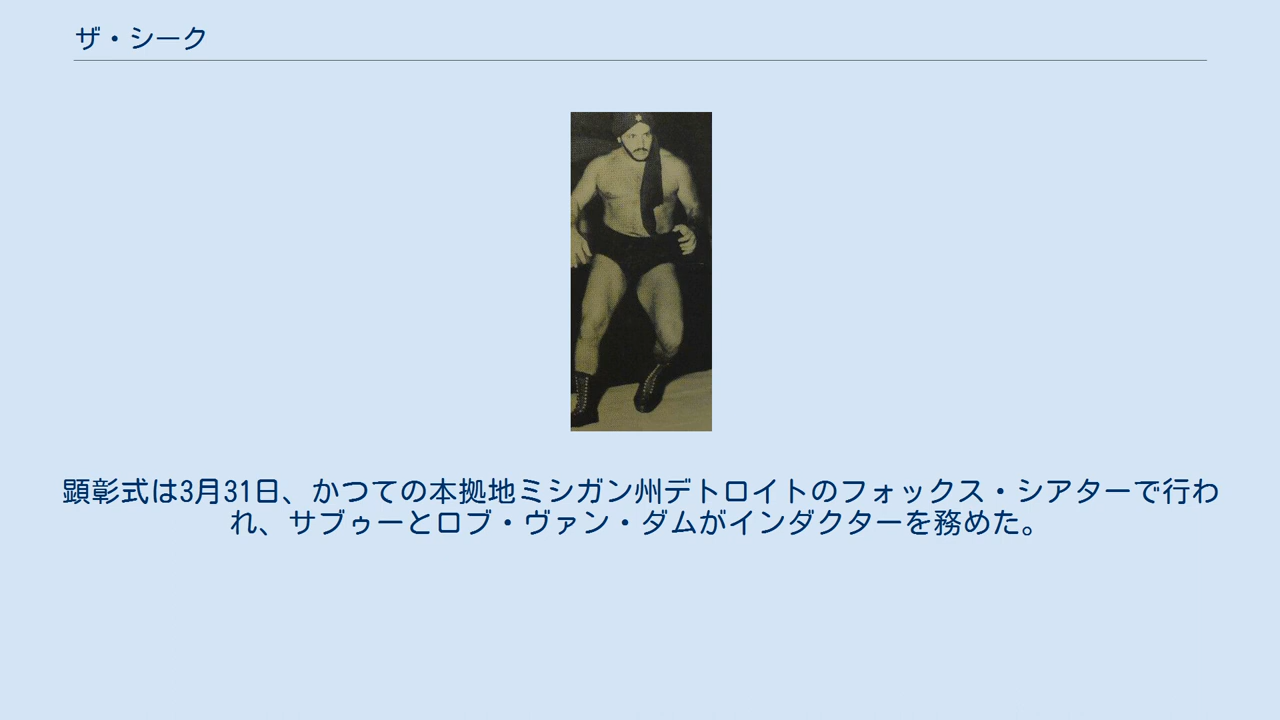 ザ・シーク
顕彰式は3月31日、かつての本拠地ミシガン州デトロイトのフォックス・シアターで行わ
れ、サブゥーとロブ・ヴァン・ダムがインダクターを務めた。